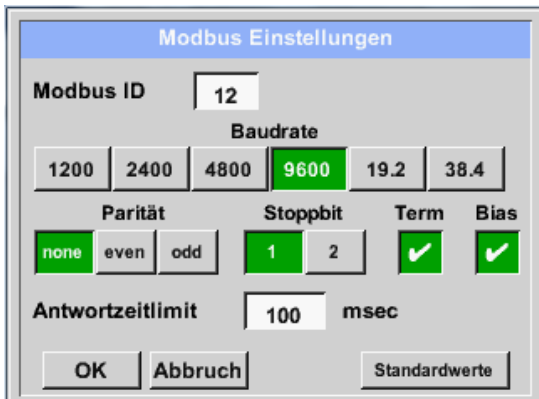 Modbus Einstellungen
Modbus ID 12
Baudrate
1200 2400 4800 9600 19.2 38.4
Parität Stoppbit Term Bias
none even odd 1 2
Antwortzeitlimit 100 msec
OK Abbruch Standardwerte